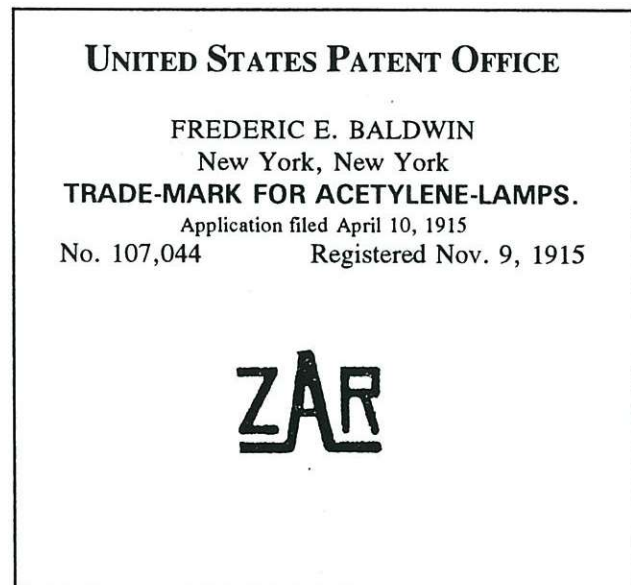 UNITED STATES PATENT OFFICE
FREDERIC E. BALDWIN
New York, New York
TRADE-MARK FOR ACETYLENE-LAMPS.
Application filed April 10, 1915
No. 107,044 Registered Nov. 9, 1915
ZAR